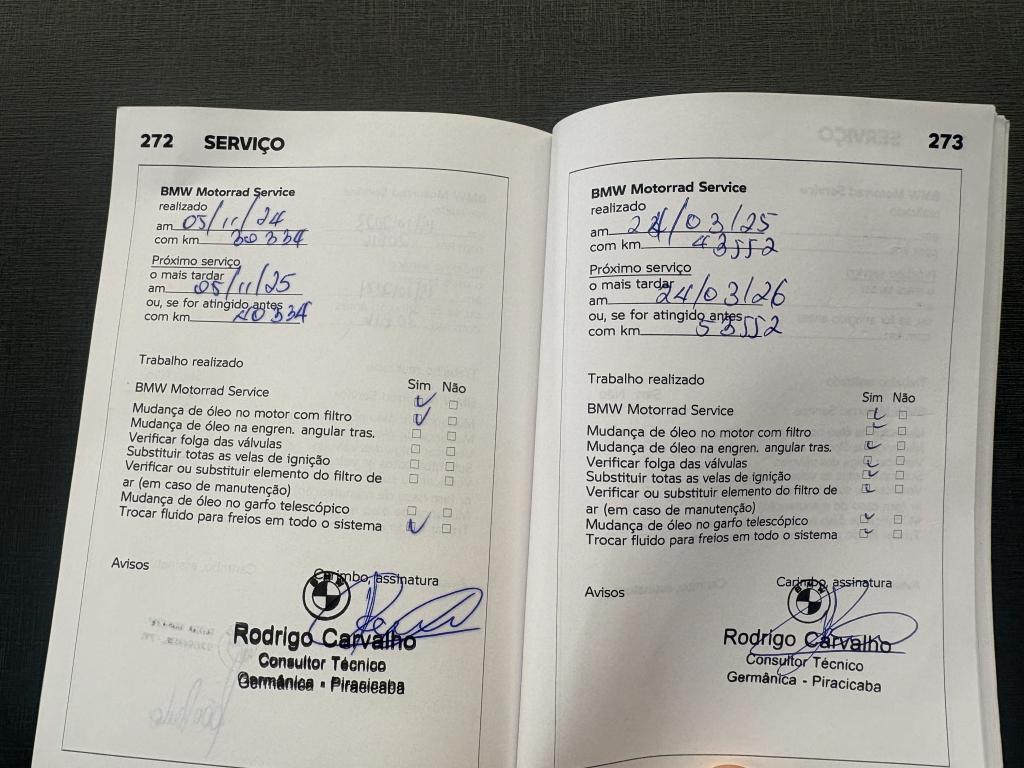 272 SERVIÇO
BMW Motorrad Service
realizado
am 05/11/24
com km 30 334
Próximo serviço
o mais tardar
am 05/11/25
ou, se for atingido antes
com km 40 334
Trabalho realizado
Sim Não
BMW Motorrad Service
Mudança de óleo no motor com filtro
Mudança de óleo na engren. angular tras.
Verificar folga das válvulas
Substituir totas as velas de ignição
Verificar ou substituir elemento do filtro de
ar (em caso de manutenção)
Mudança de óleo no garfo telescópico
Trocar fluido para freios em todo o sistema
Avisos
Carimbo, assinatura
BMW
Rodrigo Carvalho
Consultor Técnico
Germânica - Piracicaba
273
BMW Motorrad Service
realizado
am 24/03/25
com km 43552
Próximo serviço
o mais tardar
am 24/03/26
ou, se for atingido antes
com km 53552
Trabalho realizado
Sim Não
BMW Motorrad Service
Mudança de óleo no motor com filtro
Mudança de óleo na engren. angular tras.
Verificar folga das válvulas
Substituir totas as velas de ignição
Verificar ou substituir elemento do filtro de
ar (em caso de manutenção)
Mudança de óleo no garfo telescópico
Trocar fluido para freios em todo o sistema
Avisos
Carimbo, assinatura
BMW
Rodrigo Carvalho
Consultor Técnico
Germânica - Piracicaba